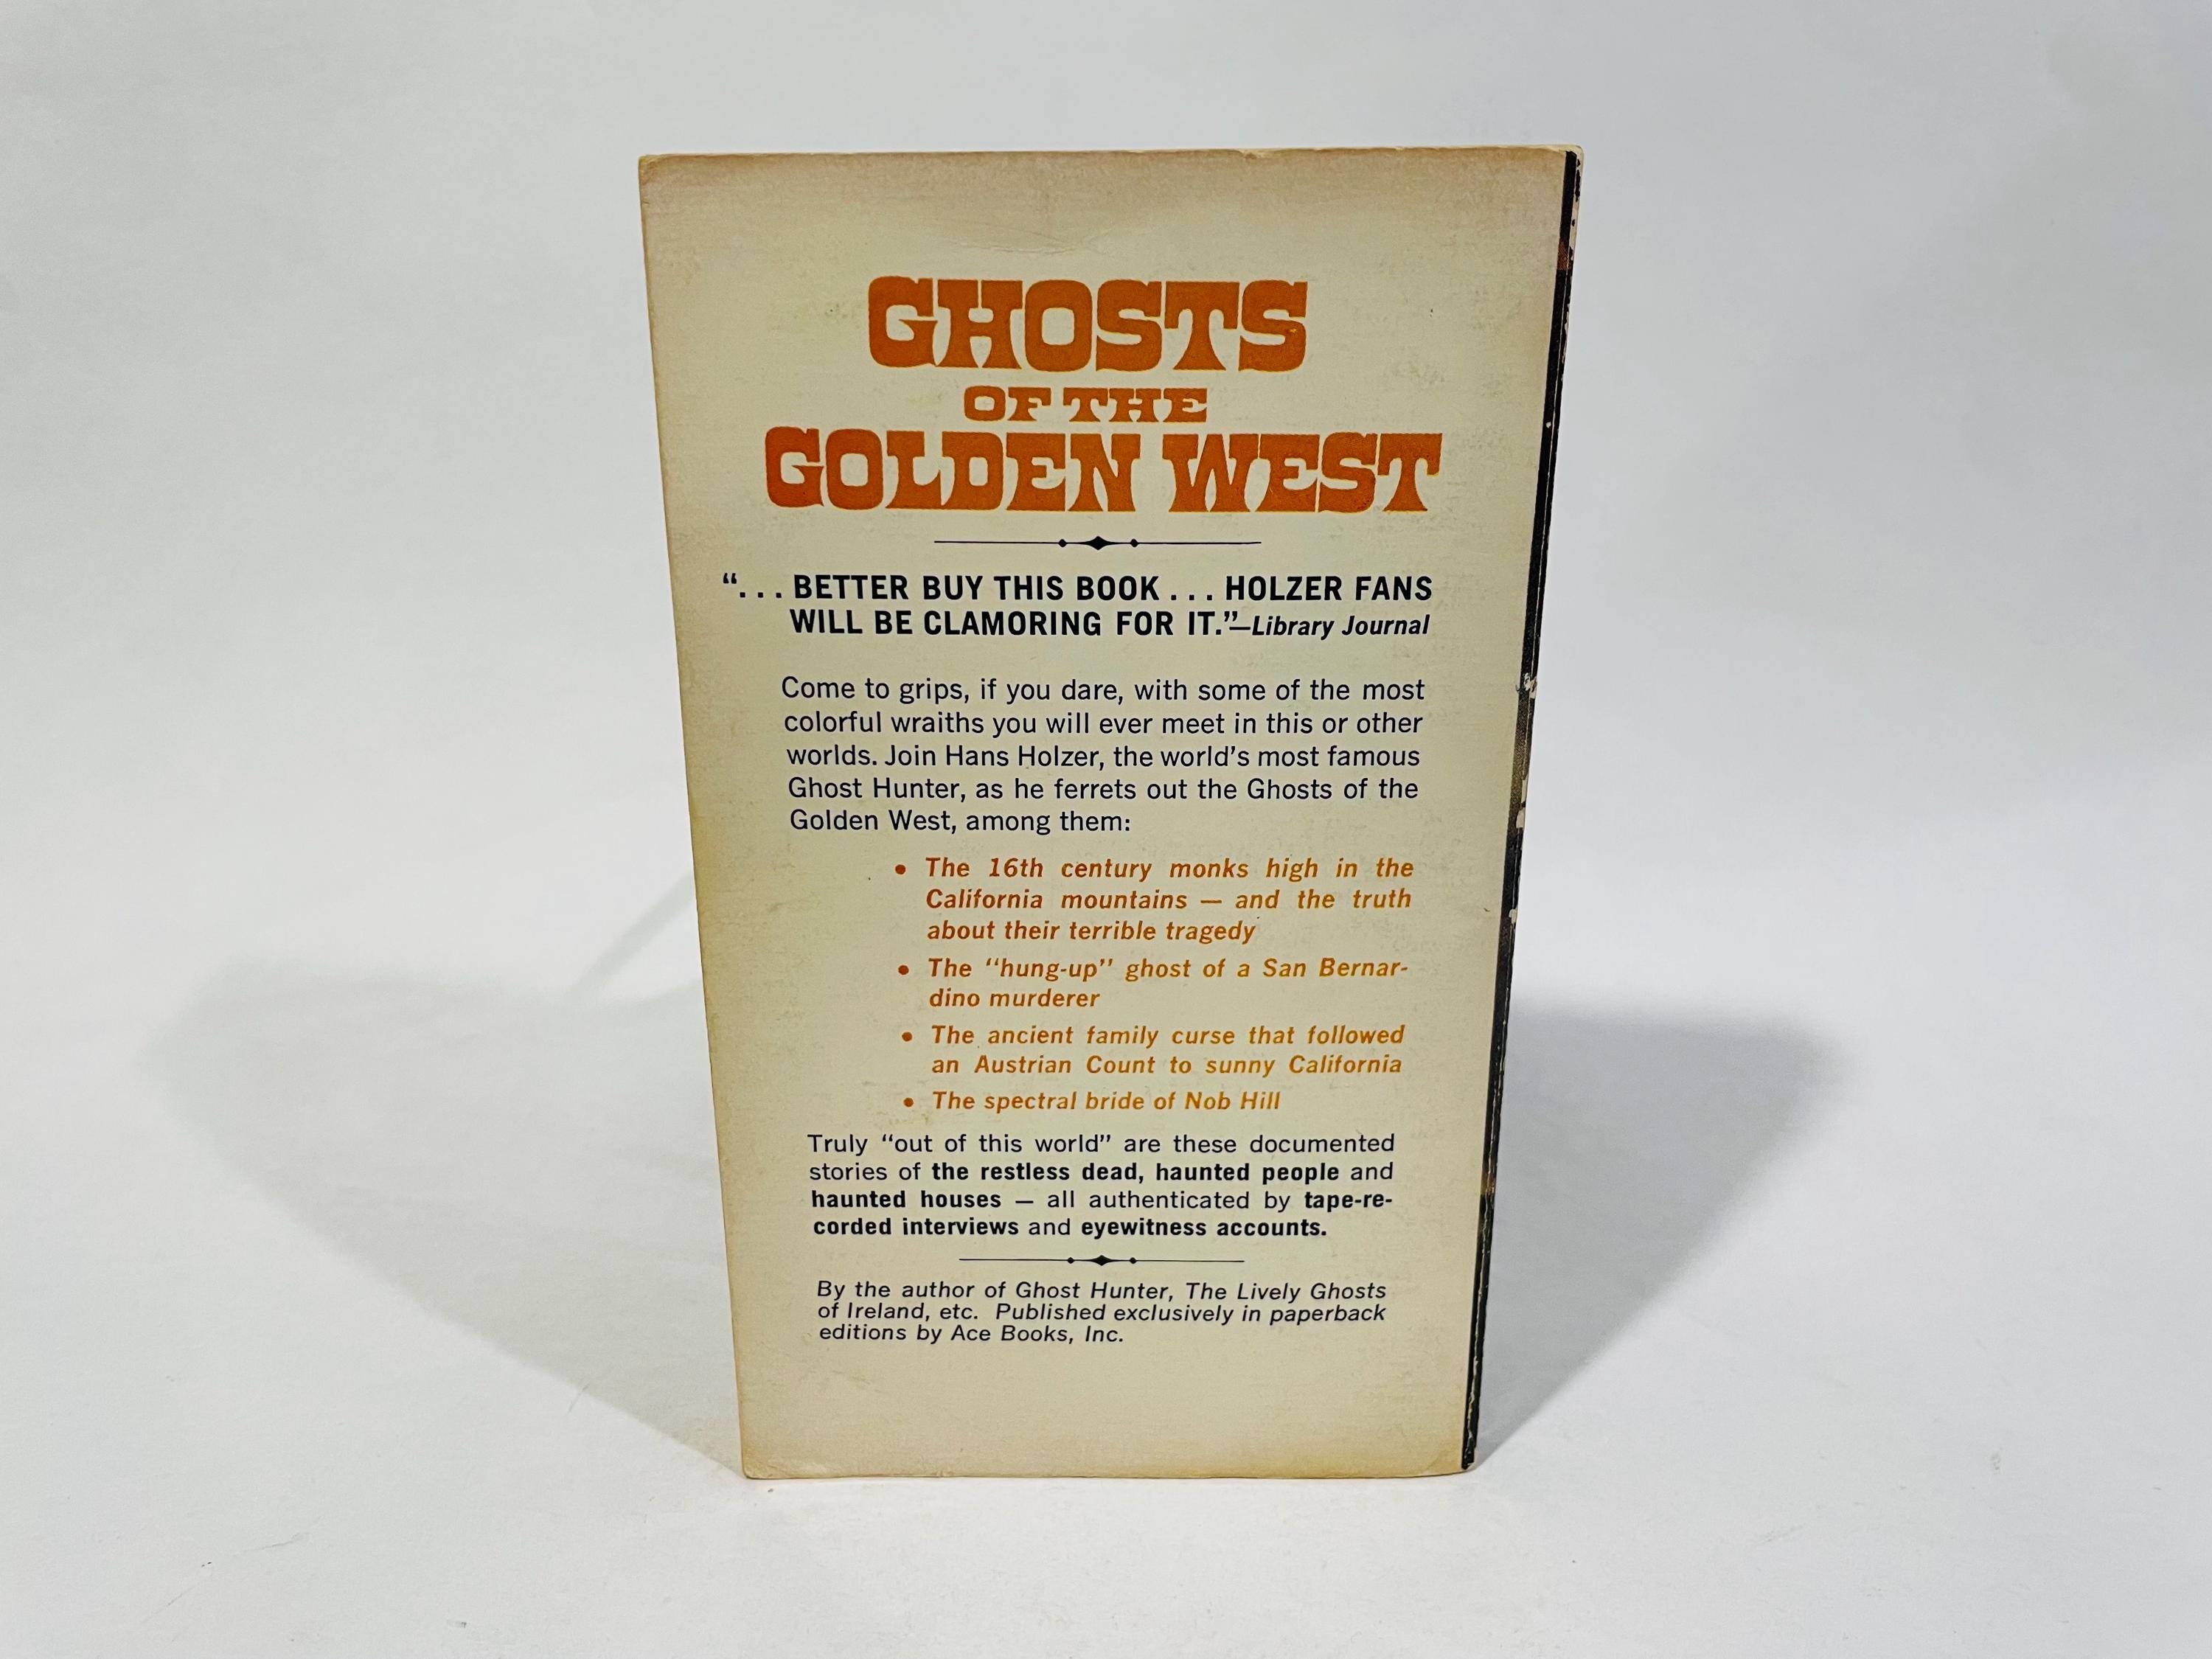 GHOSTS
OF THE
GOLDEN WEST
“. . . BETTER BUY THIS BOOK . . . HOLZER FANS
WILL BE CLAMORING FOR IT.”—Library Journal
Come to grips, if you dare, with some of the most
colorful wraiths you will ever meet in this or other
worlds. Join Hans Holzer, the world’s most famous
Ghost Hunter, as he ferrets out the Ghosts of the
Golden West, among them:
• The 16th century monks high in the
California mountains — and the truth
about their terrible tragedy
• The “hung-up” ghost of a San Bernar-
dino murderer
• The ancient family curse that followed
an Austrian Count to sunny California
• The spectral bride of Nob Hill
Truly “out of this world” are these documented
stories of the restless dead, haunted people and
haunted houses — all authenticated by tape-re-
corded interviews and eyewitness accounts.
By the author of Ghost Hunter, The Lively Ghosts
of Ireland, etc. Published exclusively in paperback
editions by Ace Books, Inc.